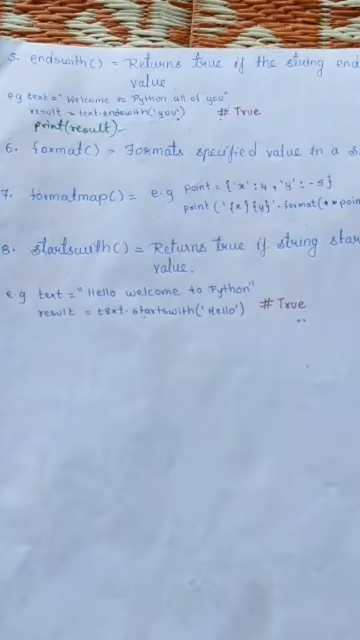 5. endswith() = Returns true if the string end
value
e.g text = "Welcome to Python all of you"
result = text.endswith('you') # True
print(result)
6. format() = Formats specified value in a s
7. formatmap() = e.g point = {'x':4, 'y':-5}
print('{x} {y}'.format(**poin
8. startswith() = Returns true if string star
value.
e.g text = "Hello welcome to Python"
result = text.startswith('Hello') # True